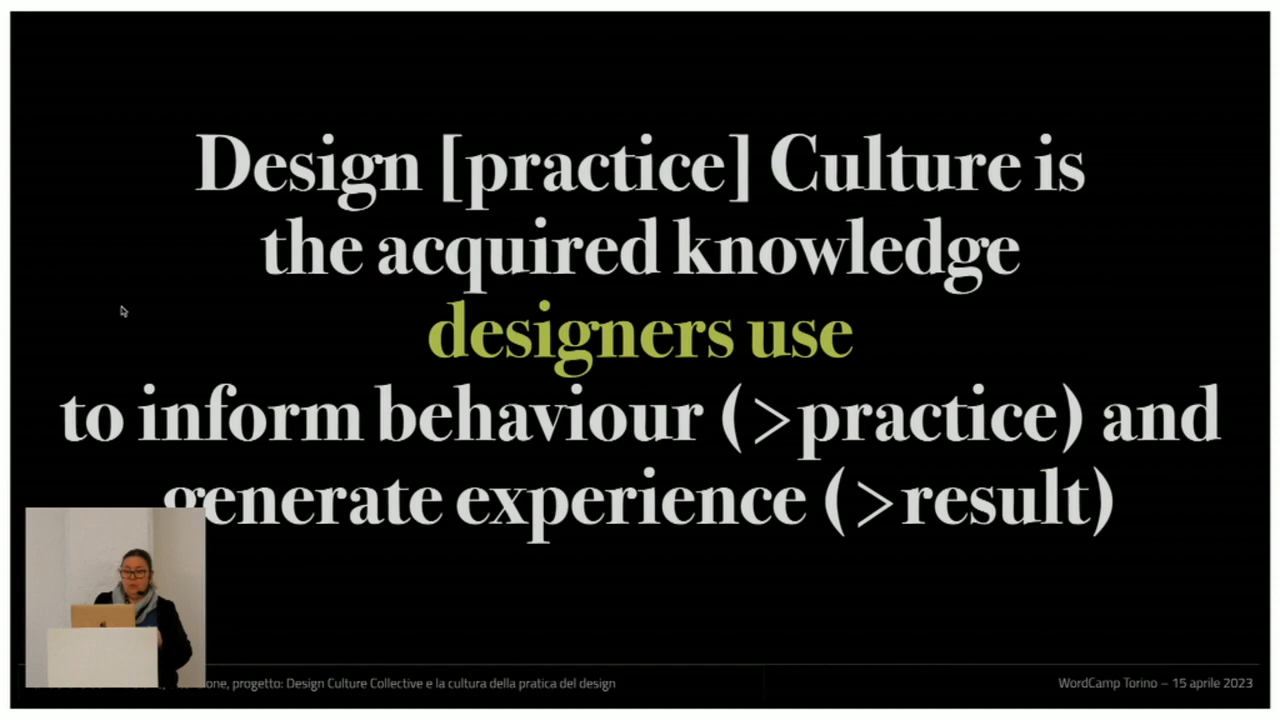 Design [practice] Culture is
the acquired knowledge
designers use
to inform behaviour (>practice) and
generate experience (>result)
progetto: Design Culture Collective e la cultura della pratica del design
WordCamp Torino – 15 aprile 2023